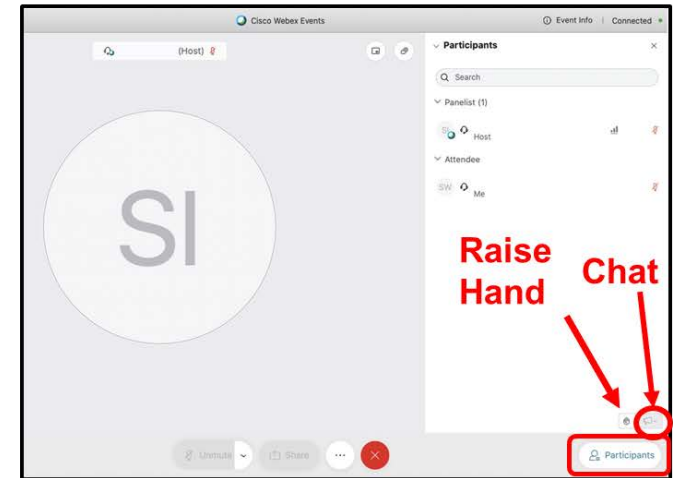 Cisco Webex Events
Event Info | Connected
(Host)
Participants
Search
Panelist (1)
SI
Host
Attendee
SW
Me
SI
Raise
Hand
Chat
Unmute
Share
Participants